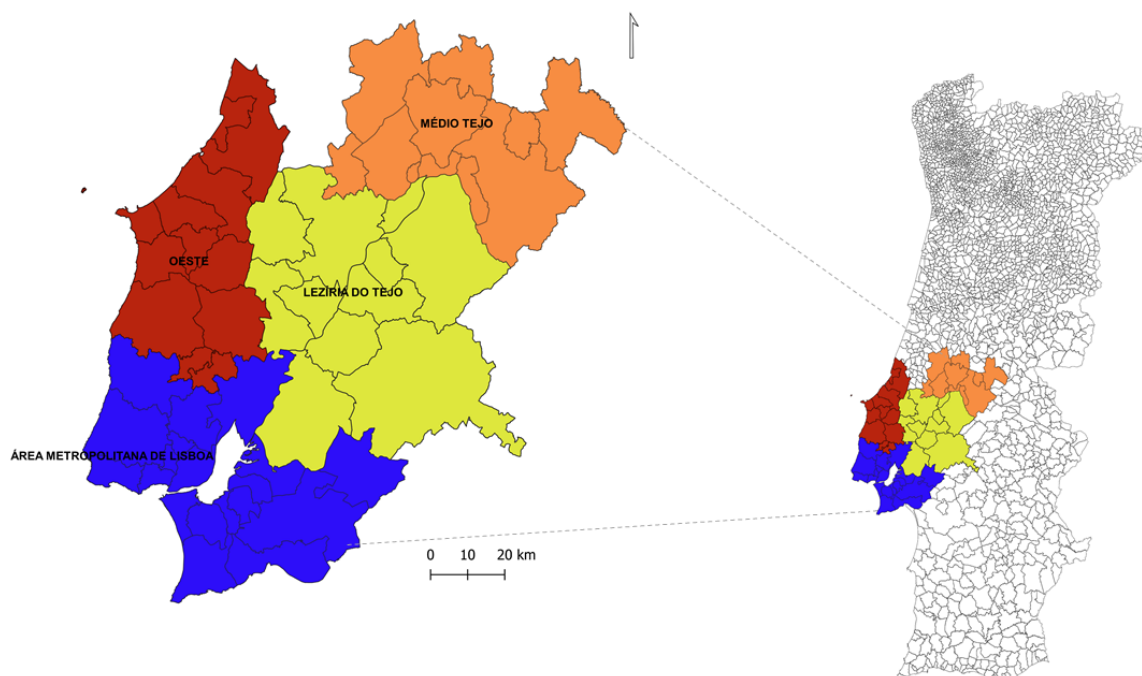 MÉDIO TEJO
OESTE
LEZÍRIA DO TEJO
ÁREA METROPOLITANA DE LISBOA
0 10 20 km